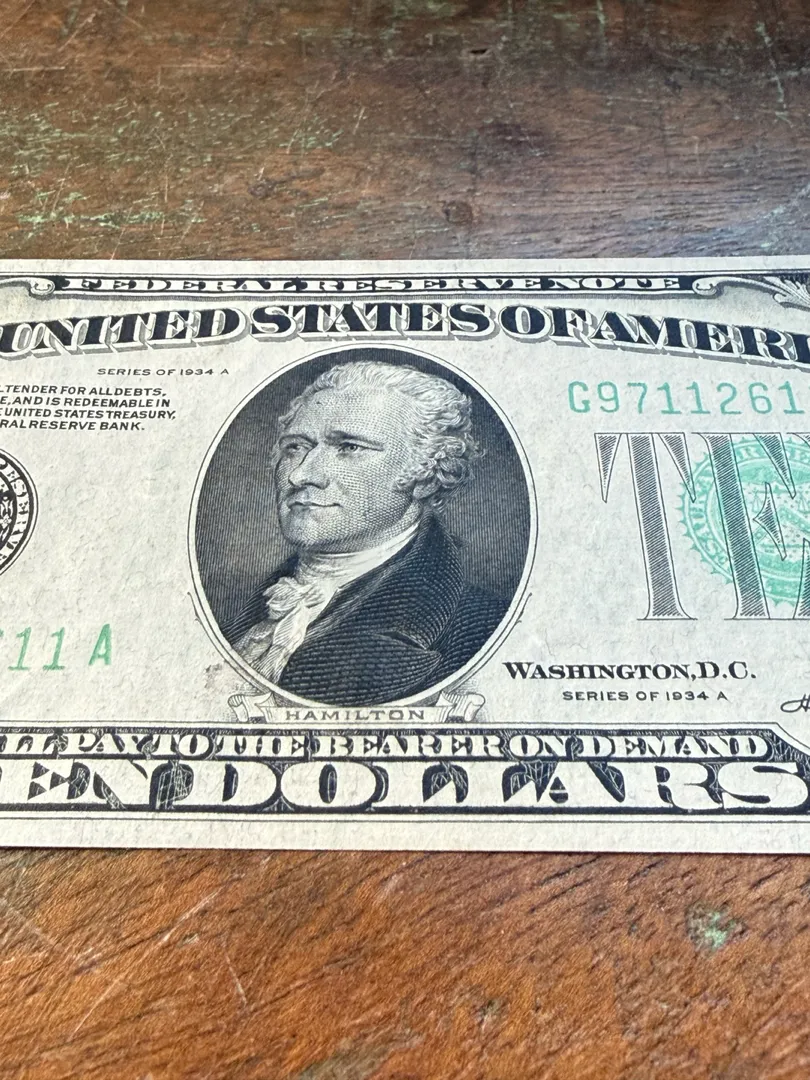 FEDERAL RESERVE NOTE
UNITED STATES OF AMERI
SERIES OF 1934 A
TENDER FOR ALL DEBTS,
E, AND IS REDEEMABLE IN
UNITED STATES TREASURY,
RAL RESERVE BANK.
G9711261
TE
11 A
WASHINGTON, D.C.
SERIES OF 1934 A
HAMILTON
LL PAY TO THE BEARER ON DEMAND
EN DOLLARS